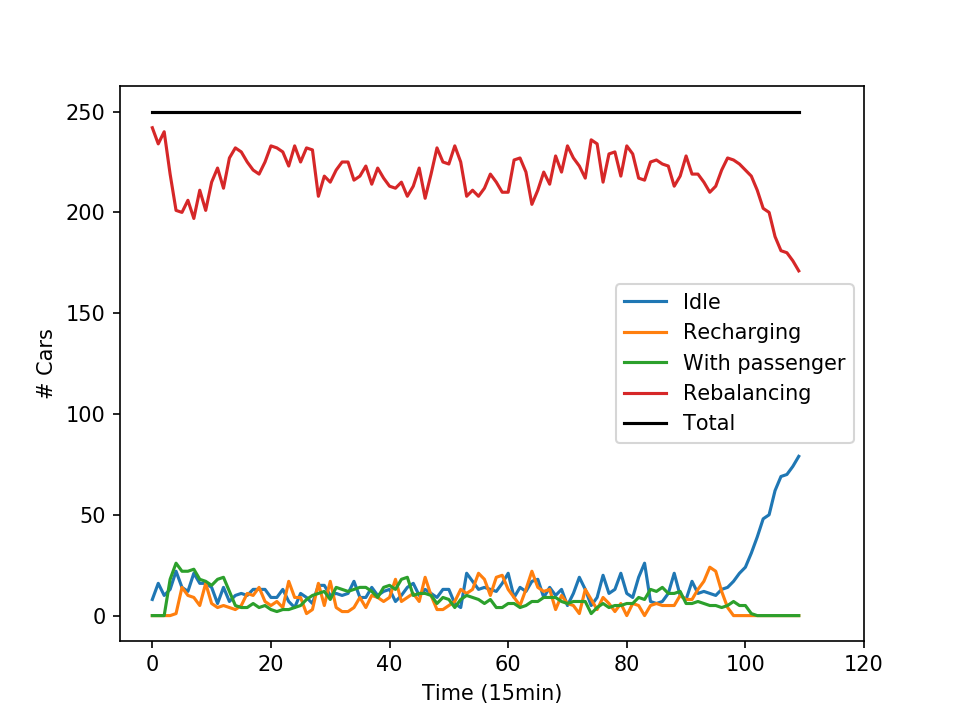 250
200
150
100
50
0
# Cars
Idle
Recharging
With passenger
Rebalancing
Total
0 20 40 60 80 100 120
Time (15min)